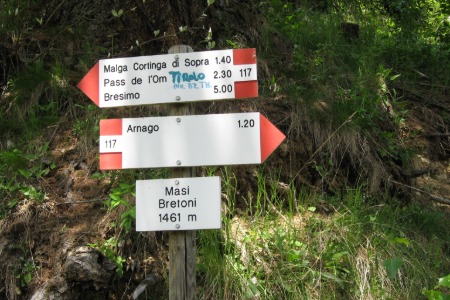 Malga Cortinga di Sopra 1.40
Pass de l'Om TIROLO 2.30
Bresimo 5.00
117
Arnago 1.20
117
Masi
Bretoni
1461 m